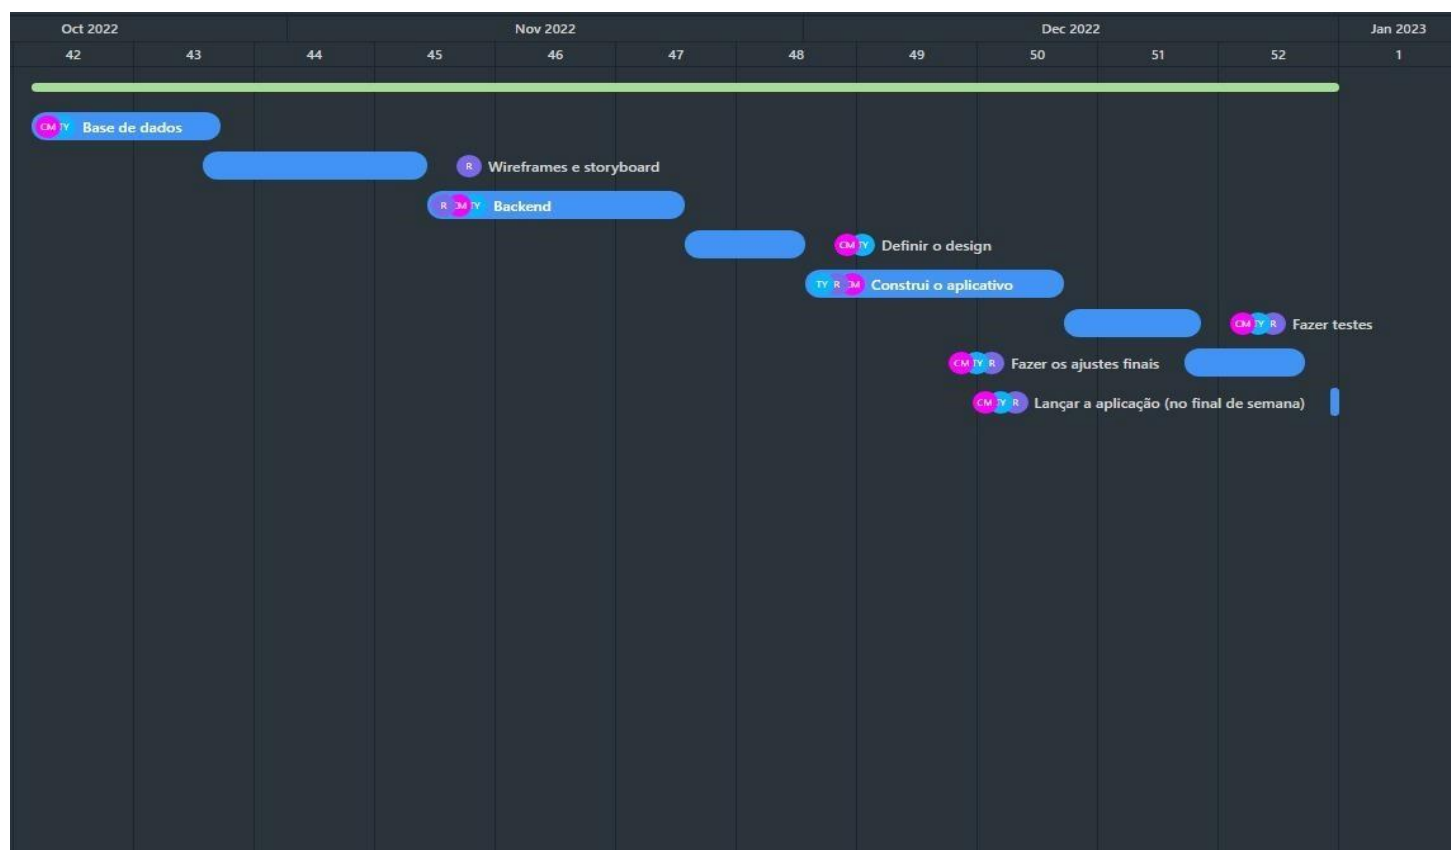 Oct 2022 Nov 2022 Dec 2022 Jan 2023
42 43 44 45 46 47 48 49 50 51 52 1
CM TY Base de dados
R Wireframes e storyboard
R CM TY Backend
CM TY Definir o design
TY R CM Construi o aplicativo
CM TY R Fazer testes
CM TY R Fazer os ajustes finais
CM TY R Lançar a aplicação (no final de semana)